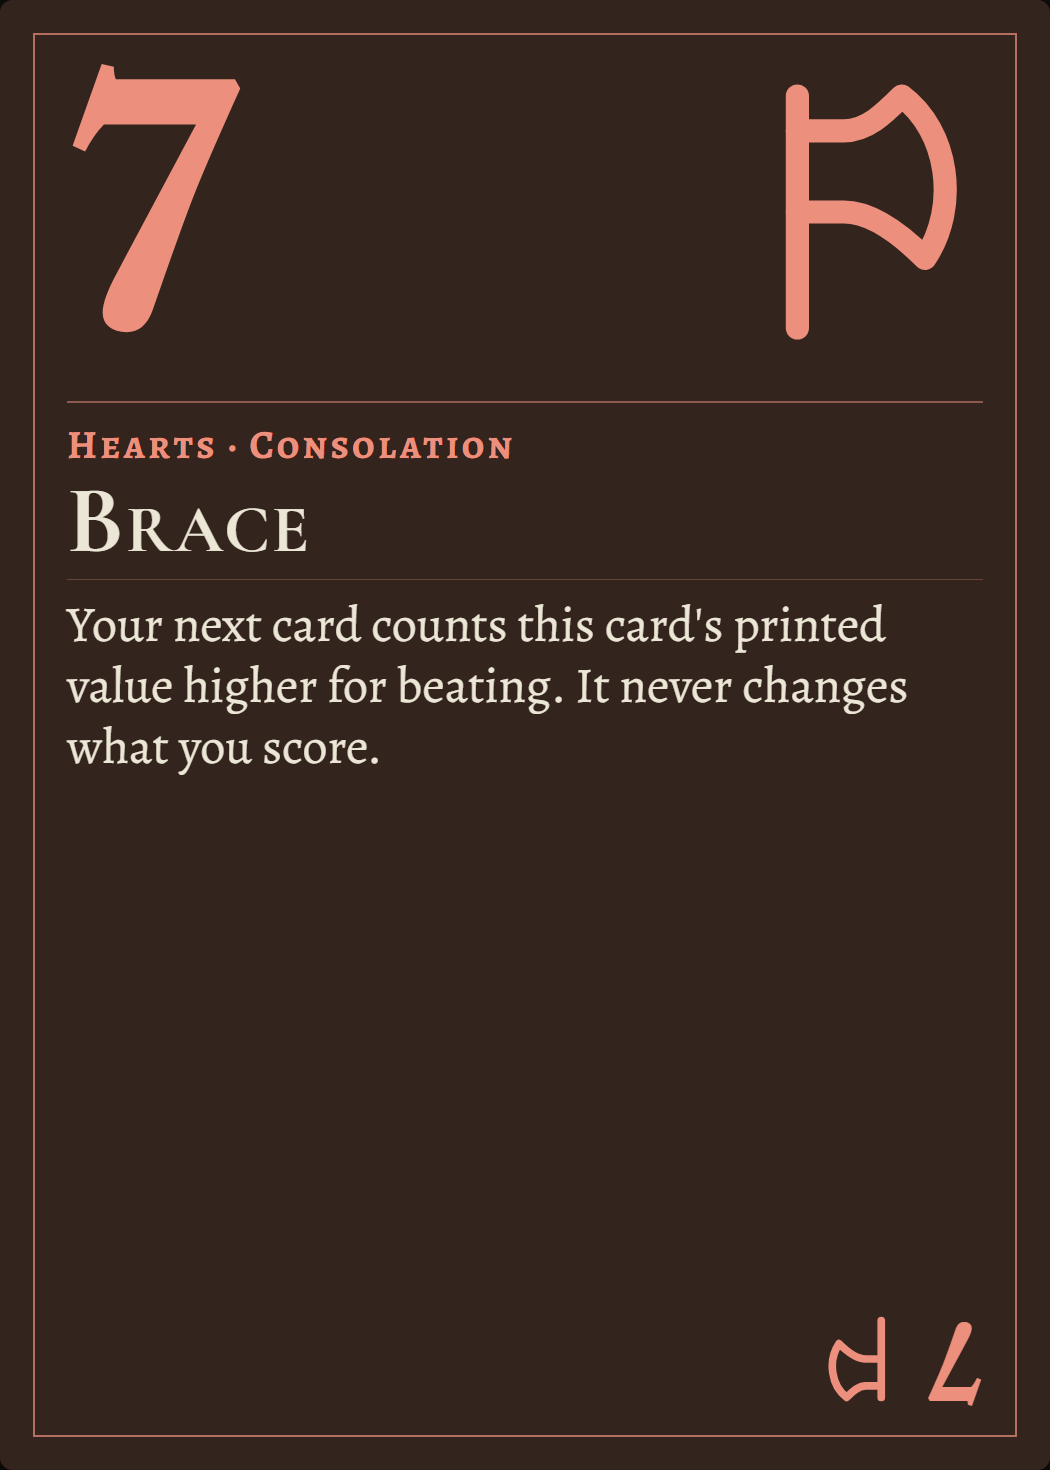 7
Hearts · Consolation
Brace
Your next card counts this card's printed
value higher for beating. It never changes
what you score.
7